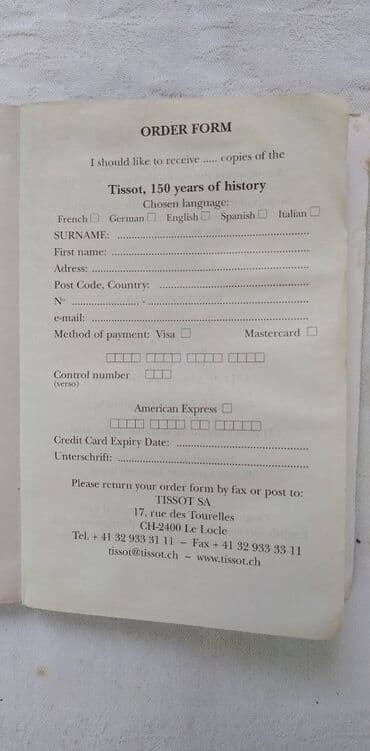 ORDER FORM
I should like to receive ..... copies of the
Tissot, 150 years of history
Chosen language:
French □ German □ English □ Spanish □ Italian □
SURNAME: ..........
First name: ..........
Adress: ..........
Post Code, Country: ..........
N° .......... - ..........
e-mail: ..........
Method of payment: Visa □ Mastercard □
□□□□ □□□□ □□□□ □□□□
Control number □□□
(verso)
American Express □
□□□□ □□□□ □□ □□□□□
Credit Card Expiry Date: ..........
Unterschrift: ..........
Please return your order form by fax or post to:
TISSOT SA
17, rue des Tourelles
CH-2400 Le Locle
Tel. + 41 32 933 31 11 – Fax + 41 32 933 33 11
tissot@tissot.ch – www.tissot.ch